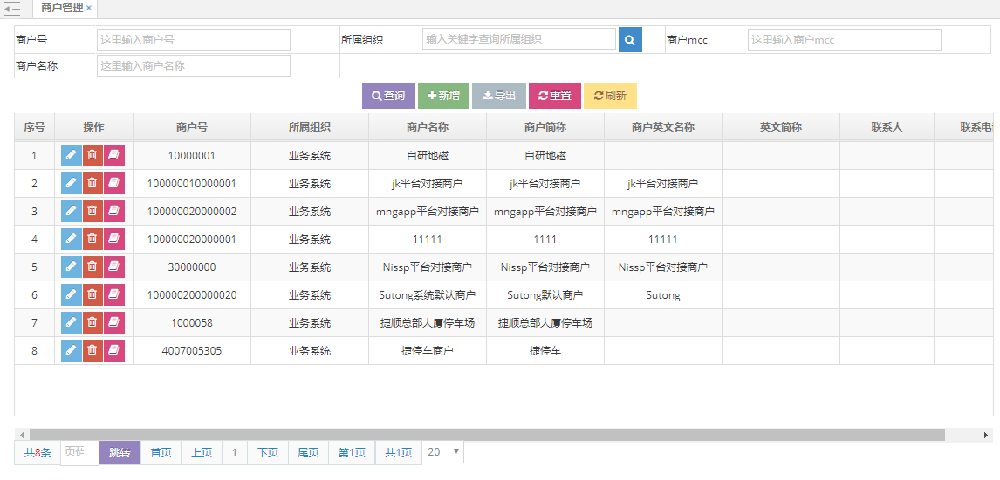 商户管理 ×
商户号 这里输入商户号 所属组织 输入关键字查询所属组织 商户mcc 这里输入商户mcc
商户名称 这里输入商户名称
查询 新增 导出 重置 刷新
序号 操作 商户号 所属组织 商户名称 商户简称 商户英文名称 英文简称 联系人 联系电
1 10000001 业务系统 自研地磁 自研地磁
2 100000010000001 业务系统 jk平台对接商户 jk平台对接商户 jk平台对接商户
3 100000020000002 业务系统 mngapp平台对接商户 mngapp平台对接商户 mngapp平台对接商户
4 100000020000001 业务系统 11111 1111 11111
5 30000000 业务系统 Nissp平台对接商户 Nissp平台对接商户 Nissp平台对接商户
6 100000200000020 业务系统 Sutong系统默认商户 Sutong默认商户 Sutong
7 1000058 业务系统 捷顺总部大厦停车场 捷顺总部大厦停车场
8 4007005305 业务系统 捷停车商户 捷停车
共8条 页码 跳转 首页 上页 1 下页 尾页 第1页 共1页 20